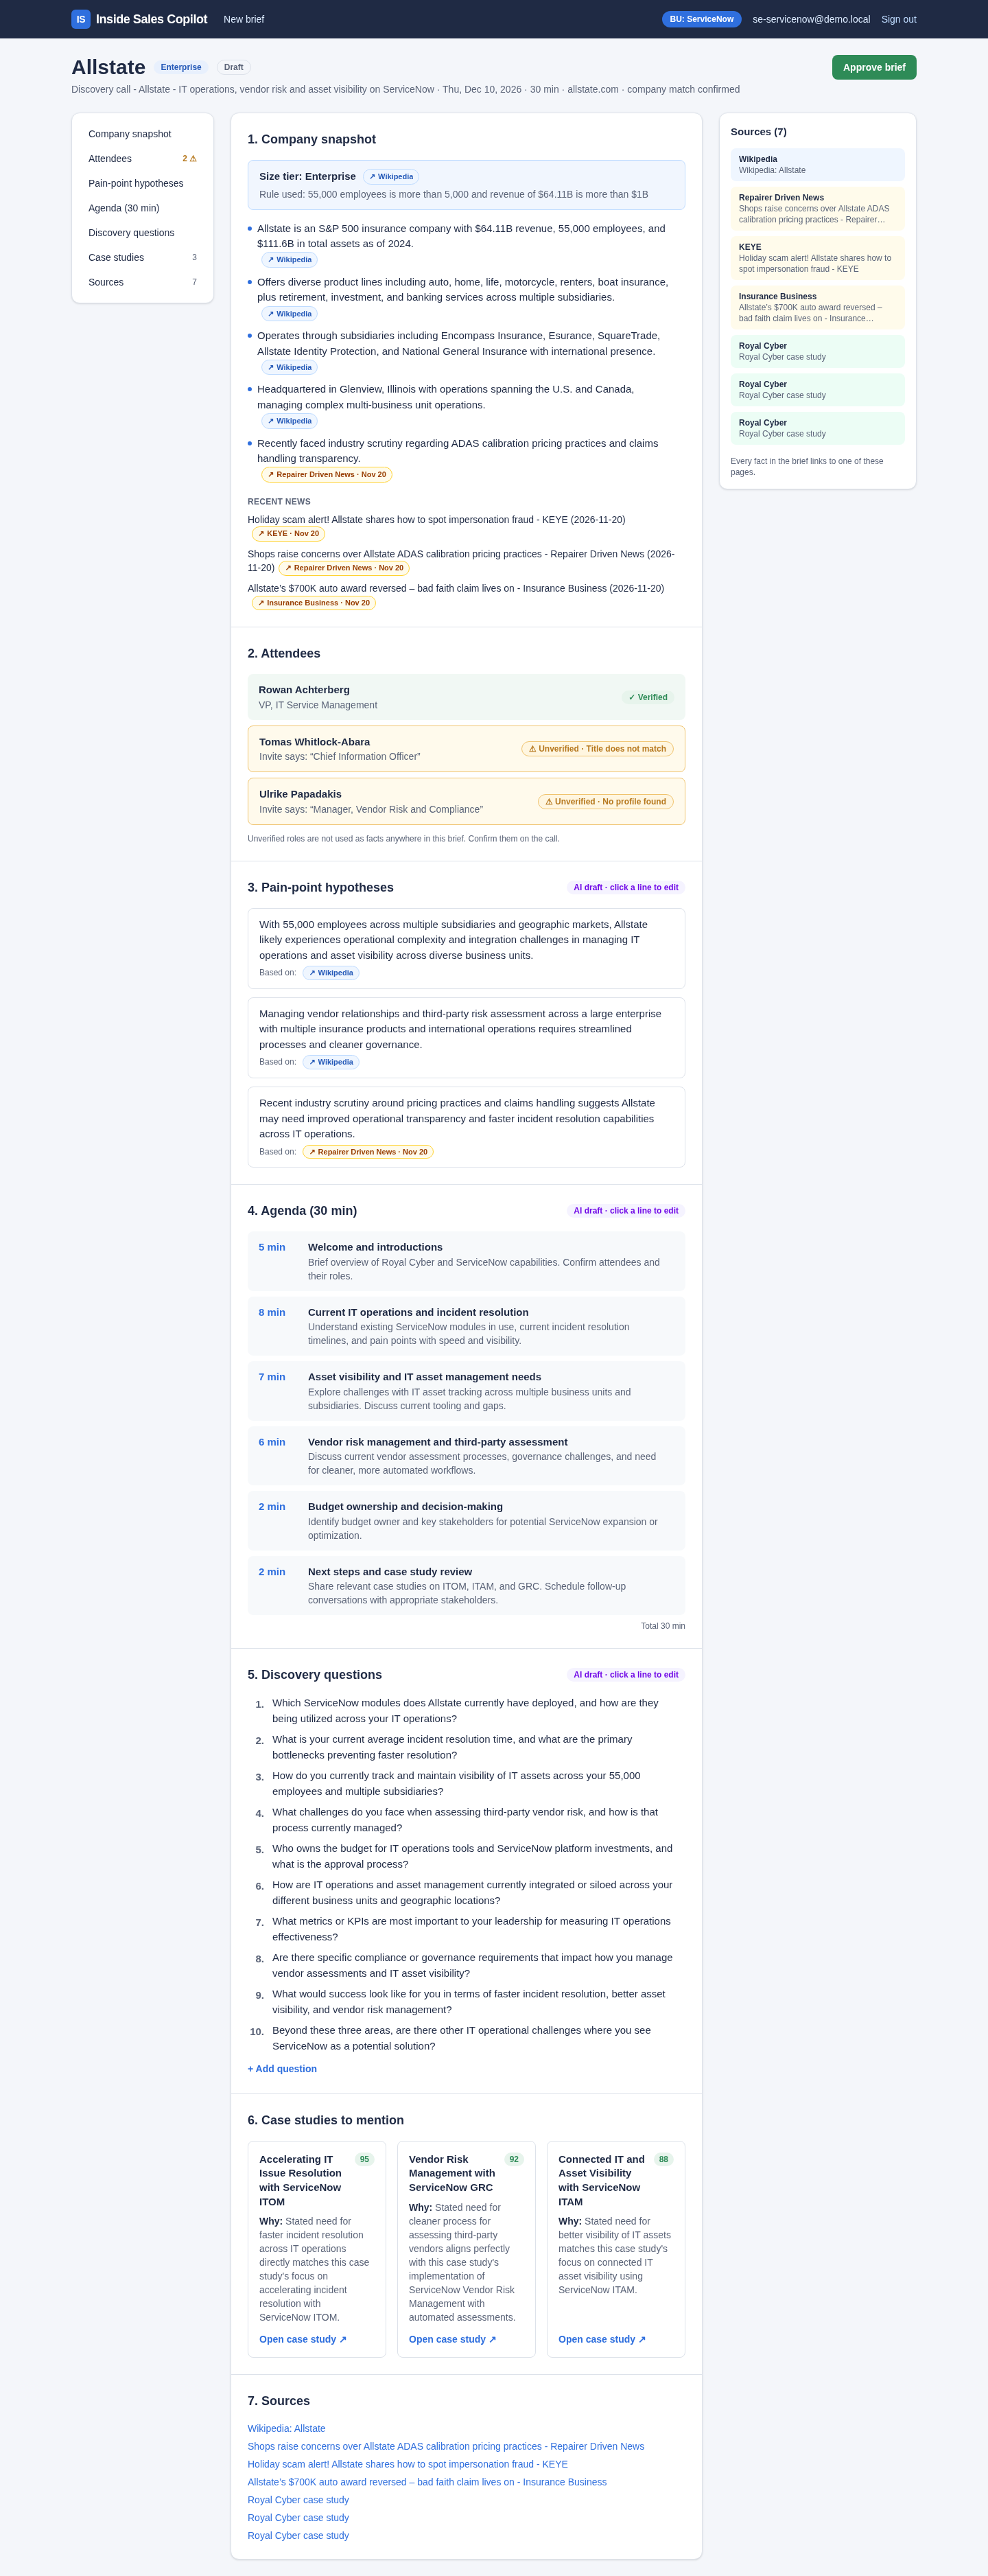 IS Inside Sales Copilot New brief BU: ServiceNow se-servicenow@demo.local Sign out
Allstate Enterprise Draft Approve brief
Discovery call - Allstate - IT operations, vendor risk and asset visibility on ServiceNow · Thu, Dec 10, 2026 · 30 min · allstate.com · company match confirmed
Company snapshot
Attendees 2 ⚠
Pain-point hypotheses
Agenda (30 min)
Discovery questions
Case studies 3
Sources 7
1. Company snapshot
Size tier: Enterprise ↗ Wikipedia
Rule used: 55,000 employees is more than 5,000 and revenue of $64.11B is more than $1B
Allstate is an S&P 500 insurance company with $64.11B revenue, 55,000 employees, and
$111.6B in total assets as of 2024.
↗ Wikipedia
Offers diverse product lines including auto, home, life, motorcycle, renters, boat insurance,
plus retirement, investment, and banking services across multiple subsidiaries.
↗ Wikipedia
Operates through subsidiaries including Encompass Insurance, Esurance, SquareTrade,
Allstate Identity Protection, and National General Insurance with international presence.
↗ Wikipedia
Headquartered in Glenview, Illinois with operations spanning the U.S. and Canada,
managing complex multi-business unit operations.
↗ Wikipedia
Recently faced industry scrutiny regarding ADAS calibration pricing practices and claims
handling transparency.
↗ Repairer Driven News · Nov 20
RECENT NEWS
Holiday scam alert! Allstate shares how to spot impersonation fraud - KEYE (2026-11-20)
↗ KEYE · Nov 20
Shops raise concerns over Allstate ADAS calibration pricing practices - Repairer Driven News (2026-
11-20) ↗ Repairer Driven News · Nov 20
Allstate's $700K auto award reversed – bad faith claim lives on - Insurance Business (2026-11-20)
↗ Insurance Business · Nov 20
2. Attendees
Rowan Achterberg
VP, IT Service Management
✓ Verified
Tomas Whitlock-Abara
Invite says: “Chief Information Officer”
⚠ Unverified · Title does not match
Ulrike Papadakis
Invite says: “Manager, Vendor Risk and Compliance”
⚠ Unverified · No profile found
Unverified roles are not used as facts anywhere in this brief. Confirm them on the call.
3. Pain-point hypotheses AI draft · click a line to edit
With 55,000 employees across multiple subsidiaries and geographic markets, Allstate
likely experiences operational complexity and integration challenges in managing IT
operations and asset visibility across diverse business units.
Based on: ↗ Wikipedia
Managing vendor relationships and third-party risk assessment across a large enterprise
with multiple insurance products and international operations requires streamlined
processes and cleaner governance.
Based on: ↗ Wikipedia
Recent industry scrutiny around pricing practices and claims handling suggests Allstate
may need improved operational transparency and faster incident resolution capabilities
across IT operations.
Based on: ↗ Repairer Driven News · Nov 20
4. Agenda (30 min) AI draft · click a line to edit
5 min Welcome and introductions
Brief overview of Royal Cyber and ServiceNow capabilities. Confirm attendees and
their roles.
8 min Current IT operations and incident resolution
Understand existing ServiceNow modules in use, current incident resolution
timelines, and pain points with speed and visibility.
7 min Asset visibility and IT asset management needs
Explore challenges with IT asset tracking across multiple business units and
subsidiaries. Discuss current tooling and gaps.
6 min Vendor risk management and third-party assessment
Discuss current vendor assessment processes, governance challenges, and need
for cleaner, more automated workflows.
2 min Budget ownership and decision-making
Identify budget owner and key stakeholders for potential ServiceNow expansion or
optimization.
2 min Next steps and case study review
Share relevant case studies on ITOM, ITAM, and GRC. Schedule follow-up
conversations with appropriate stakeholders.
Total 30 min
5. Discovery questions AI draft · click a line to edit
1. Which ServiceNow modules does Allstate currently have deployed, and how are they
being utilized across your IT operations?
2. What is your current average incident resolution time, and what are the primary
bottlenecks preventing faster resolution?
3. How do you currently track and maintain visibility of IT assets across your 55,000
employees and multiple subsidiaries?
4. What challenges do you face when assessing third-party vendor risk, and how is that
process currently managed?
5. Who owns the budget for IT operations tools and ServiceNow platform investments, and
what is the approval process?
6. How are IT operations and asset management currently integrated or siloed across your
different business units and geographic locations?
7. What metrics or KPIs are most important to your leadership for measuring IT operations
effectiveness?
8. Are there specific compliance or governance requirements that impact how you manage
vendor assessments and IT asset visibility?
9. What would success look like for you in terms of faster incident resolution, better asset
visibility, and vendor risk management?
10. Beyond these three areas, are there other IT operational challenges where you see
ServiceNow as a potential solution?
+ Add question
6. Case studies to mention
Accelerating IT
Issue Resolution
with ServiceNow
ITOM
95
Why: Stated need for
faster incident resolution
across IT operations
directly matches this case
study's focus on
accelerating incident
resolution with
ServiceNow ITOM.
Open case study ↗
Vendor Risk
Management with
ServiceNow GRC
92
Why: Stated need for
cleaner process for
assessing third-party
vendors aligns perfectly
with this case study's
implementation of
ServiceNow Vendor Risk
Management with
automated assessments.
Open case study ↗
Connected IT and
Asset Visibility
with ServiceNow
ITAM
88
Why: Stated need for
better visibility of IT assets
matches this case study's
focus on connected IT
asset visibility using
ServiceNow ITAM.
Open case study ↗
7. Sources
Wikipedia: Allstate
Shops raise concerns over Allstate ADAS calibration pricing practices - Repairer Driven News
Holiday scam alert! Allstate shares how to spot impersonation fraud - KEYE
Allstate's $700K auto award reversed – bad faith claim lives on - Insurance Business
Royal Cyber case study
Royal Cyber case study
Royal Cyber case study
Sources (7)
Wikipedia
Wikipedia: Allstate
Repairer Driven News
Shops raise concerns over Allstate ADAS
calibration pricing practices - Repairer…
KEYE
Holiday scam alert! Allstate shares how to
spot impersonation fraud - KEYE
Insurance Business
Allstate's $700K auto award reversed –
bad faith claim lives on - Insurance…
Royal Cyber
Royal Cyber case study
Royal Cyber
Royal Cyber case study
Royal Cyber
Royal Cyber case study
Every fact in the brief links to one of these
pages.